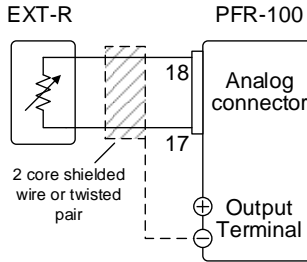 EXT-R
PFR-100
18
Analog
connector
17
2 core shielded
wire or twisted
pair
+
Output
Terminal
-